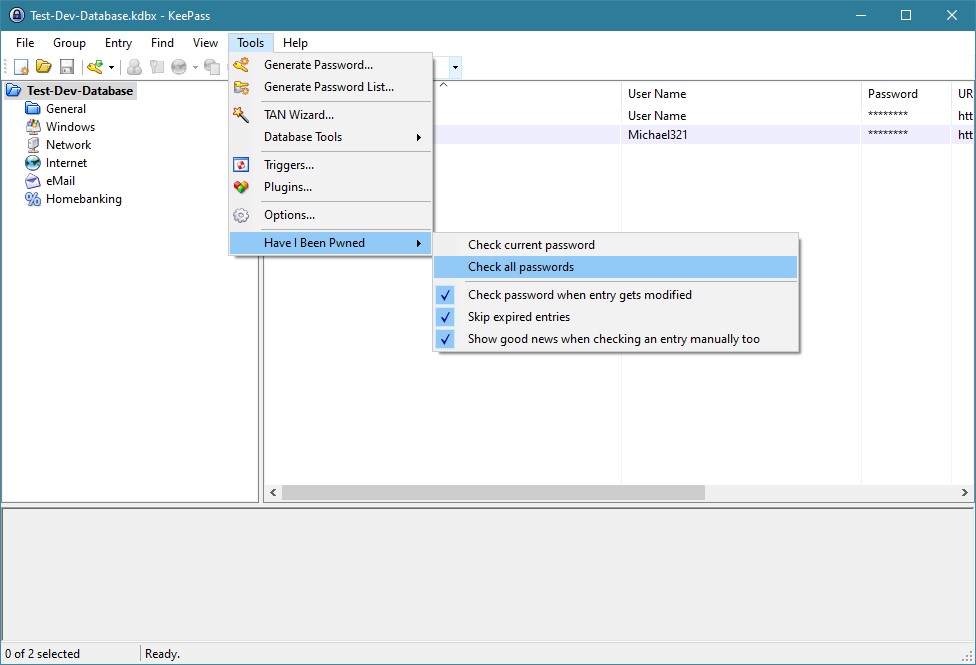 Test-Dev-Database.kdbx - KeePass
File Group Entry Find View Tools Help
Generate Password...
Generate Password List...
TAN Wizard...
Database Tools
Triggers...
Plugins...
Options...
Have I Been Pwned
Check current password
Check all passwords
Check password when entry gets modified
Skip expired entries
Show good news when checking an entry manually too
Test-Dev-Database
General
Windows
Network
Internet
eMail
Homebanking
User Name Password UR
User Name ******** htt
Michael321 ******** htt
0 of 2 selected Ready.